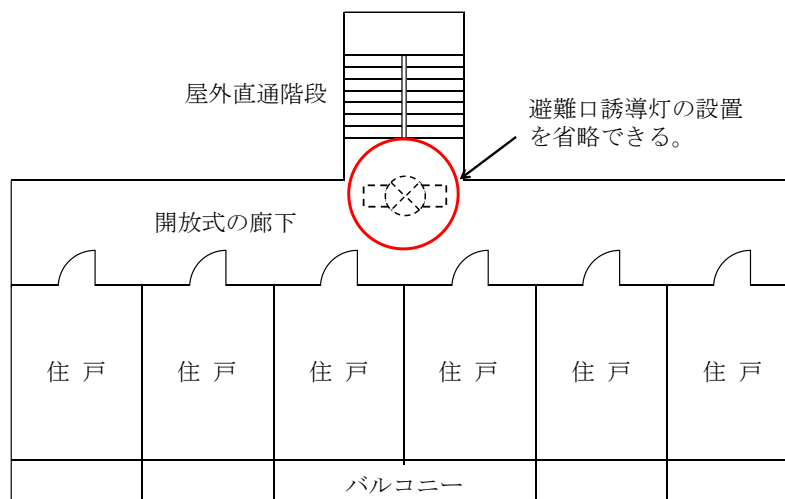 屋外直通階段
避難口誘導灯の設置
を省略できる。
開放式の廊下
住 戸
住 戸
住 戸
住 戸
住 戸
住 戸
バルコニー